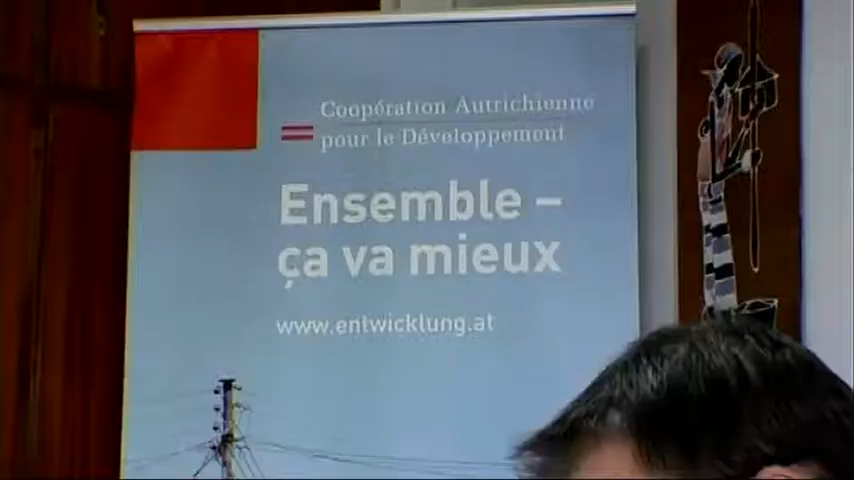 Coopération Autrichienne
pour le Développement
Ensemble –
ça va mieux
www.entwicklung.at